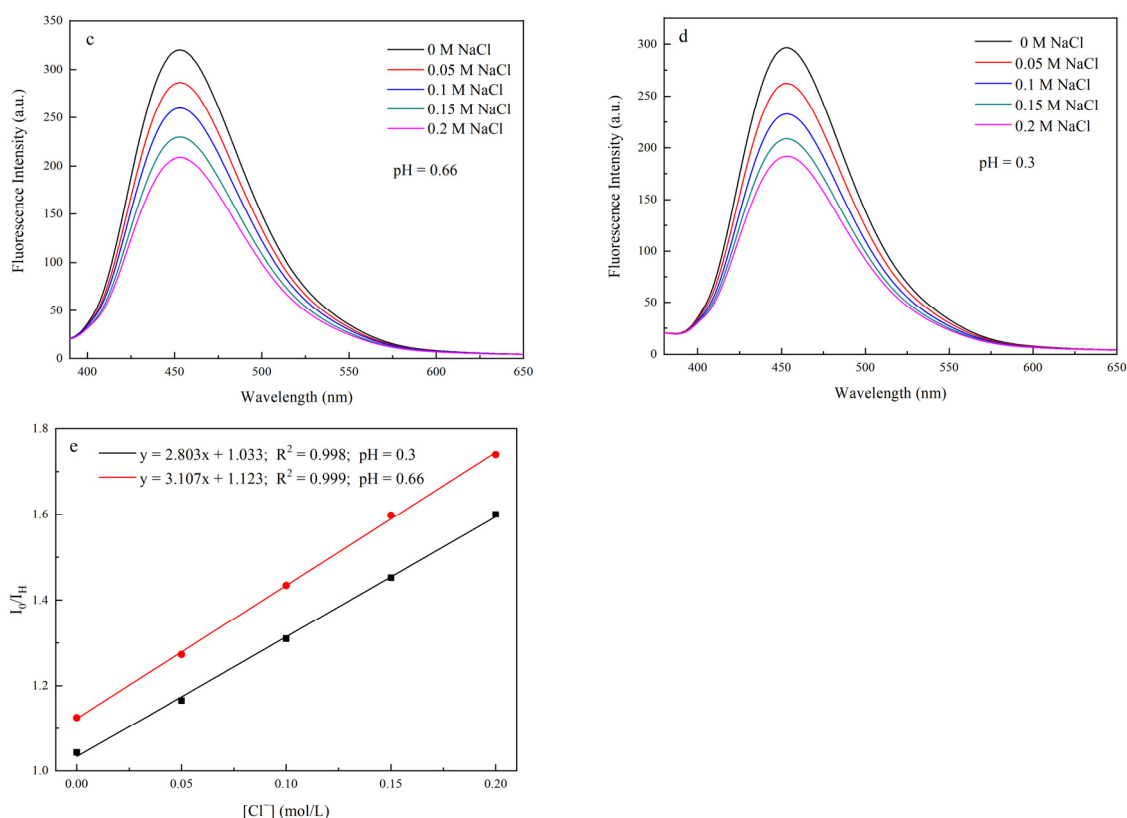 c
0 M NaCl
0.05 M NaCl
0.1 M NaCl
0.15 M NaCl
0.2 M NaCl
pH = 0.66
Fluorescence Intensity (a.u.)
350
300
250
200
150
100
50
0
400 450 500 550 600 650
Wavelength (nm)
d
0 M NaCl
0.05 M NaCl
0.1 M NaCl
0.15 M NaCl
0.2 M NaCl
pH = 0.3
Fluorescence Intensity (a.u.)
300
250
200
150
100
50
0
400 450 500 550 600 650
Wavelength (nm)
e
y = 2.803x + 1.033; R² = 0.998; pH = 0.3
y = 3.107x + 1.123; R² = 0.999; pH = 0.66
I₀/I_H
1.8
1.6
1.4
1.2
1.0
0.00 0.05 0.10 0.15 0.20
[Cl⁻] (mol/L)